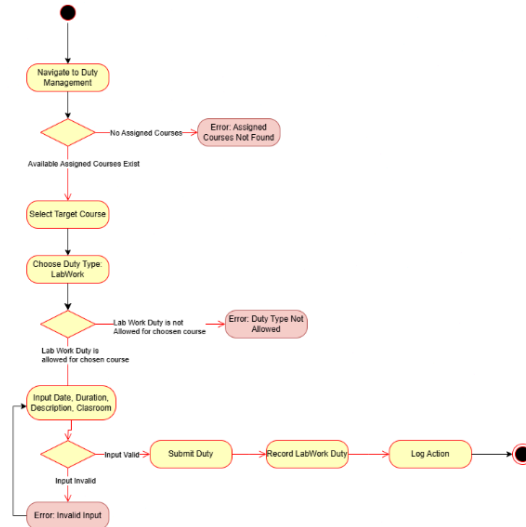 Navigate to Duty
Management
No Assigned Courses
Error: Assigned
Courses Not Found
Available Assigned Courses Exist
Select Target Course
Choose Duty Type:
LabWork
Lab Work Duty is not
Allowed for choosen course
Error: Duty Type Not
Allowed
Lab Work Duty is
allowed for chosen course
Input Date, Duration,
Description, Clasroom
Input Valid
Submit Duty
Record LabWork Duty
Log Action
Input Invalid
Error: Invalid Input